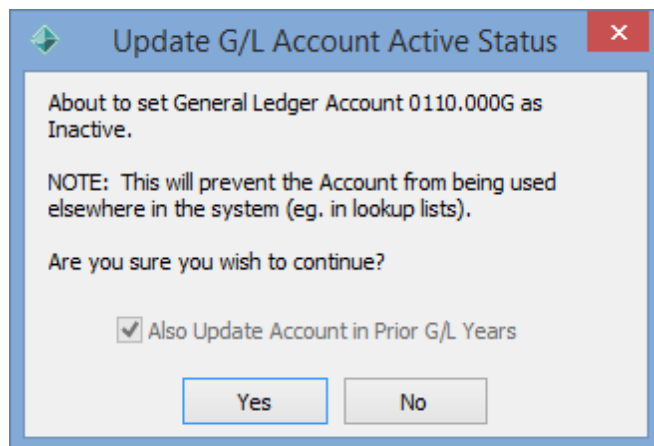 Update G/L Account Active Status
About to set General Ledger Account 0110.000G as
Inactive.
NOTE:  This will prevent the Account from being used
elsewhere in the system (eg. in lookup lists).
Are you sure you wish to continue?
Also Update Account in Prior G/L Years
Yes No